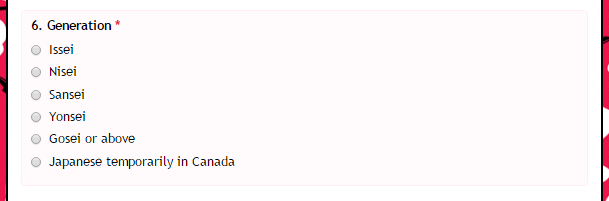 6. Generation *
Issei
Nisei
Sansei
Yonsei
Gosei or above
Japanese temporarily in Canada